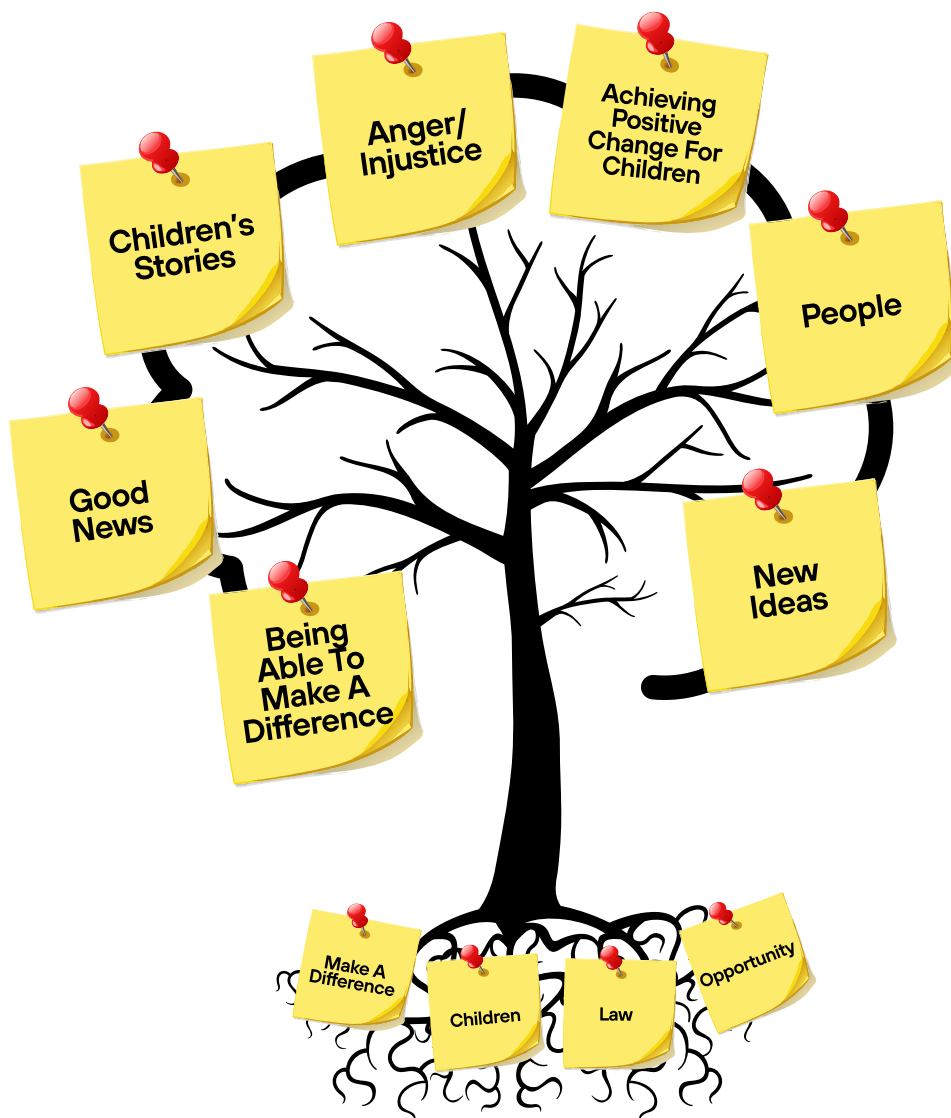 Anger/
Injustice
Achieving
Positive
Change For
Children
Children's
Stories
People
Good
News
New
Ideas
Being
Able To
Make A
Difference
Make A
Difference
Children
Law
Opportunity